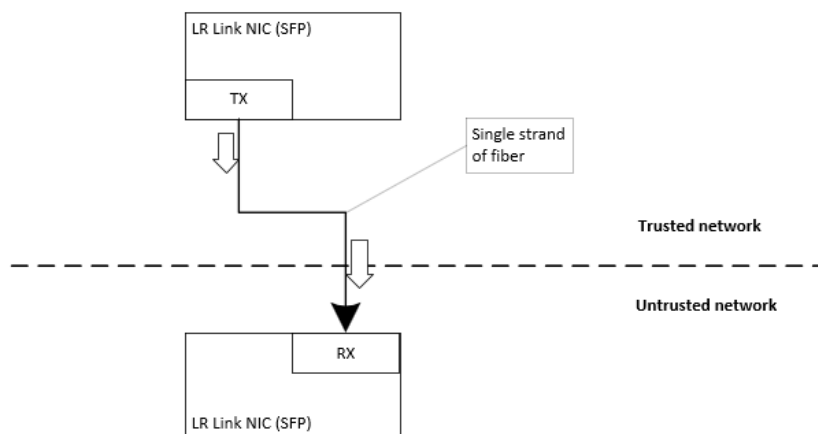 LR Link NIC (SFP)
TX
Single strand
of fiber
Trusted network
Untrusted network
RX
LR Link NIC (SFP)